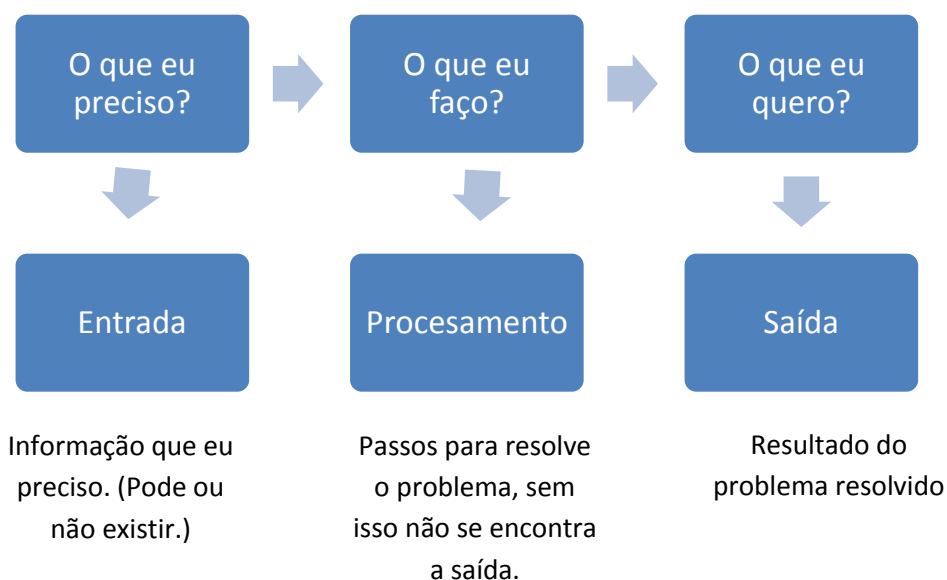 O que eu
preciso?
O que eu
faço?
O que eu
quero?
Entrada
Procesamento
Saída
Informação que eu
preciso. (Pode ou
não existir.)
Passos para resolve
o problema, sem
isso não se encontra
a saída.
Resultado do
problema resolvido